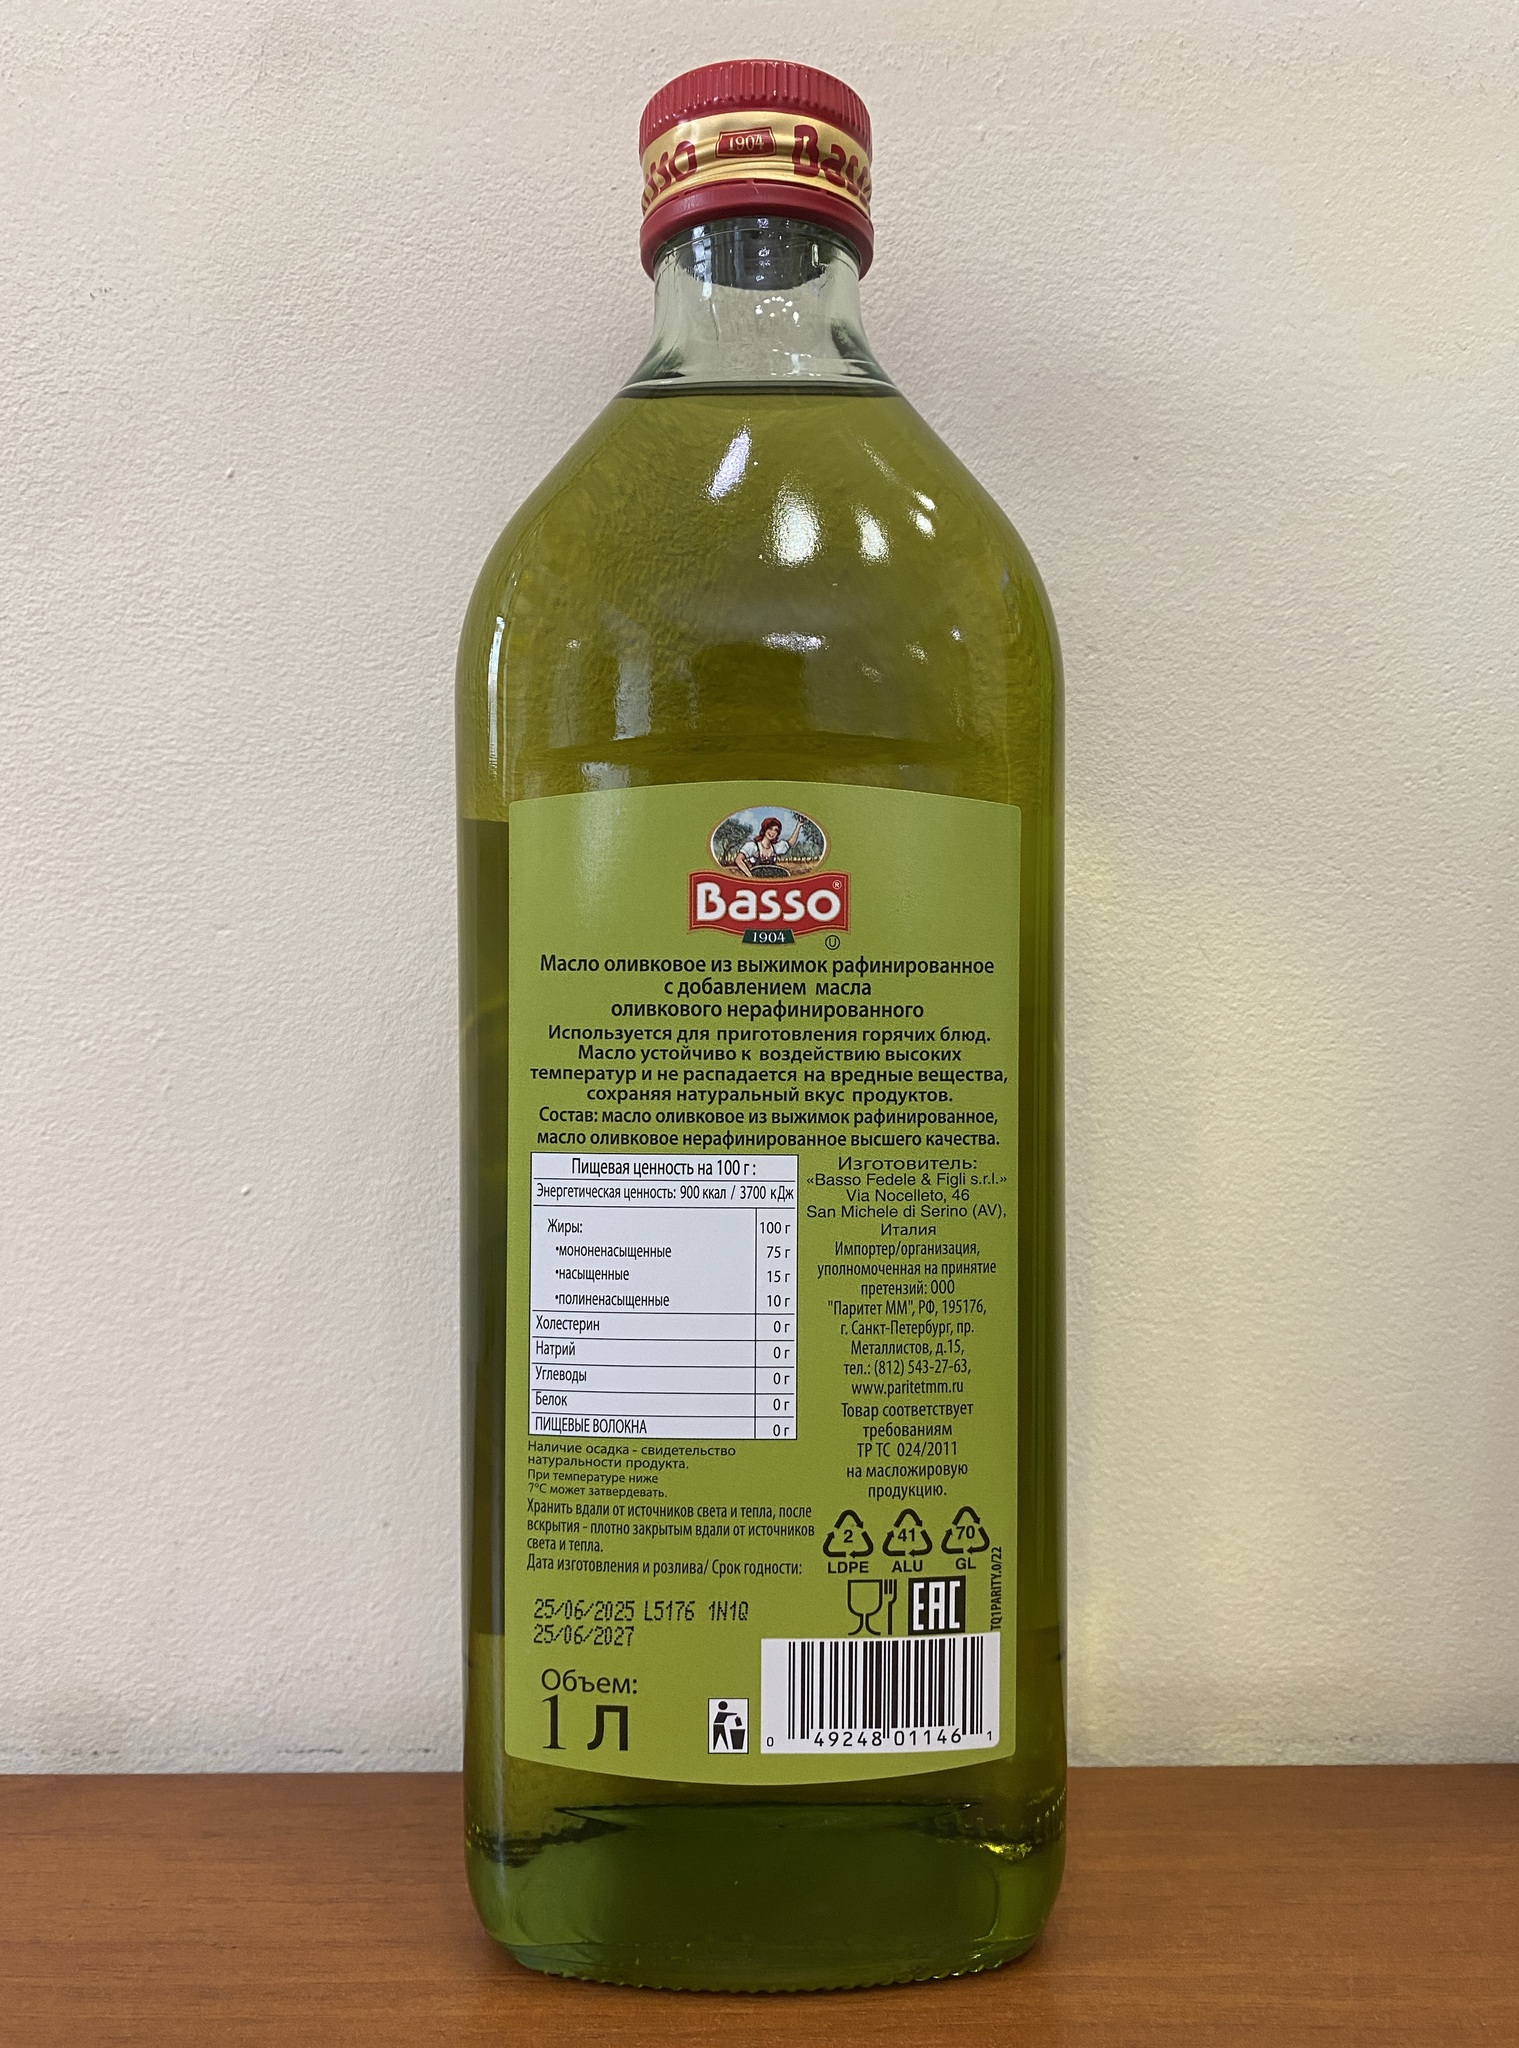 1904
Basso
Basso®
1904
U
Масло оливковое из выжимок рафинированное
с добавлением масла
оливкового нерафинированного
Используется для приготовления горячих блюд.
Масло устойчиво к воздействию высоких
температур и не распадается на вредные вещества,
сохраняя натуральный вкус продуктов.
Состав: масло оливковое из выжимок рафинированное,
масло оливковое нерафинированное высшего качества.
Пищевая ценность на 100 г :
Энергетическая ценность: 900 ккал / 3700 кДж
Жиры: 100 г
•мононенасыщенные 75 г
•насыщенные 15 г
•полиненасыщенные 10 г
Холестерин 0 г
Натрий 0 г
Углеводы 0 г
Белок 0 г
ПИЩЕВЫЕ ВОЛОКНА 0 г
Наличие осадка - свидетельство
натуральности продукта.
При температуре ниже
7°С может затвердевать.
Хранить вдали от источников света и тепла, после
вскрытия - плотно закрытым вдали от источников
света и тепла.
Дата изготовления и розлива/ Срок годности:
25/06/2025 L5176 1N1Q
25/06/2027
Объем:
1 л
Изготовитель:
«Basso Fedele & Figli s.r.l.»
Via Nocelleto, 46
San Michele di Serino (AV),
Италия
Импортер/организация,
уполномоченная на принятие
претензий: ООО
"Паритет ММ", РФ, 195176,
г. Санкт-Петербург, пр.
Металлистов, д.15,
тел.: (812) 543-27-63,
www.paritetmm.ru
Товар соответствует
требованиям
ТР ТС 024/2011
на масложировую
продукцию.
2 41 70
LDPE ALU GL
EAC
TQ1PARITY.0/22
0 49248 01146 1